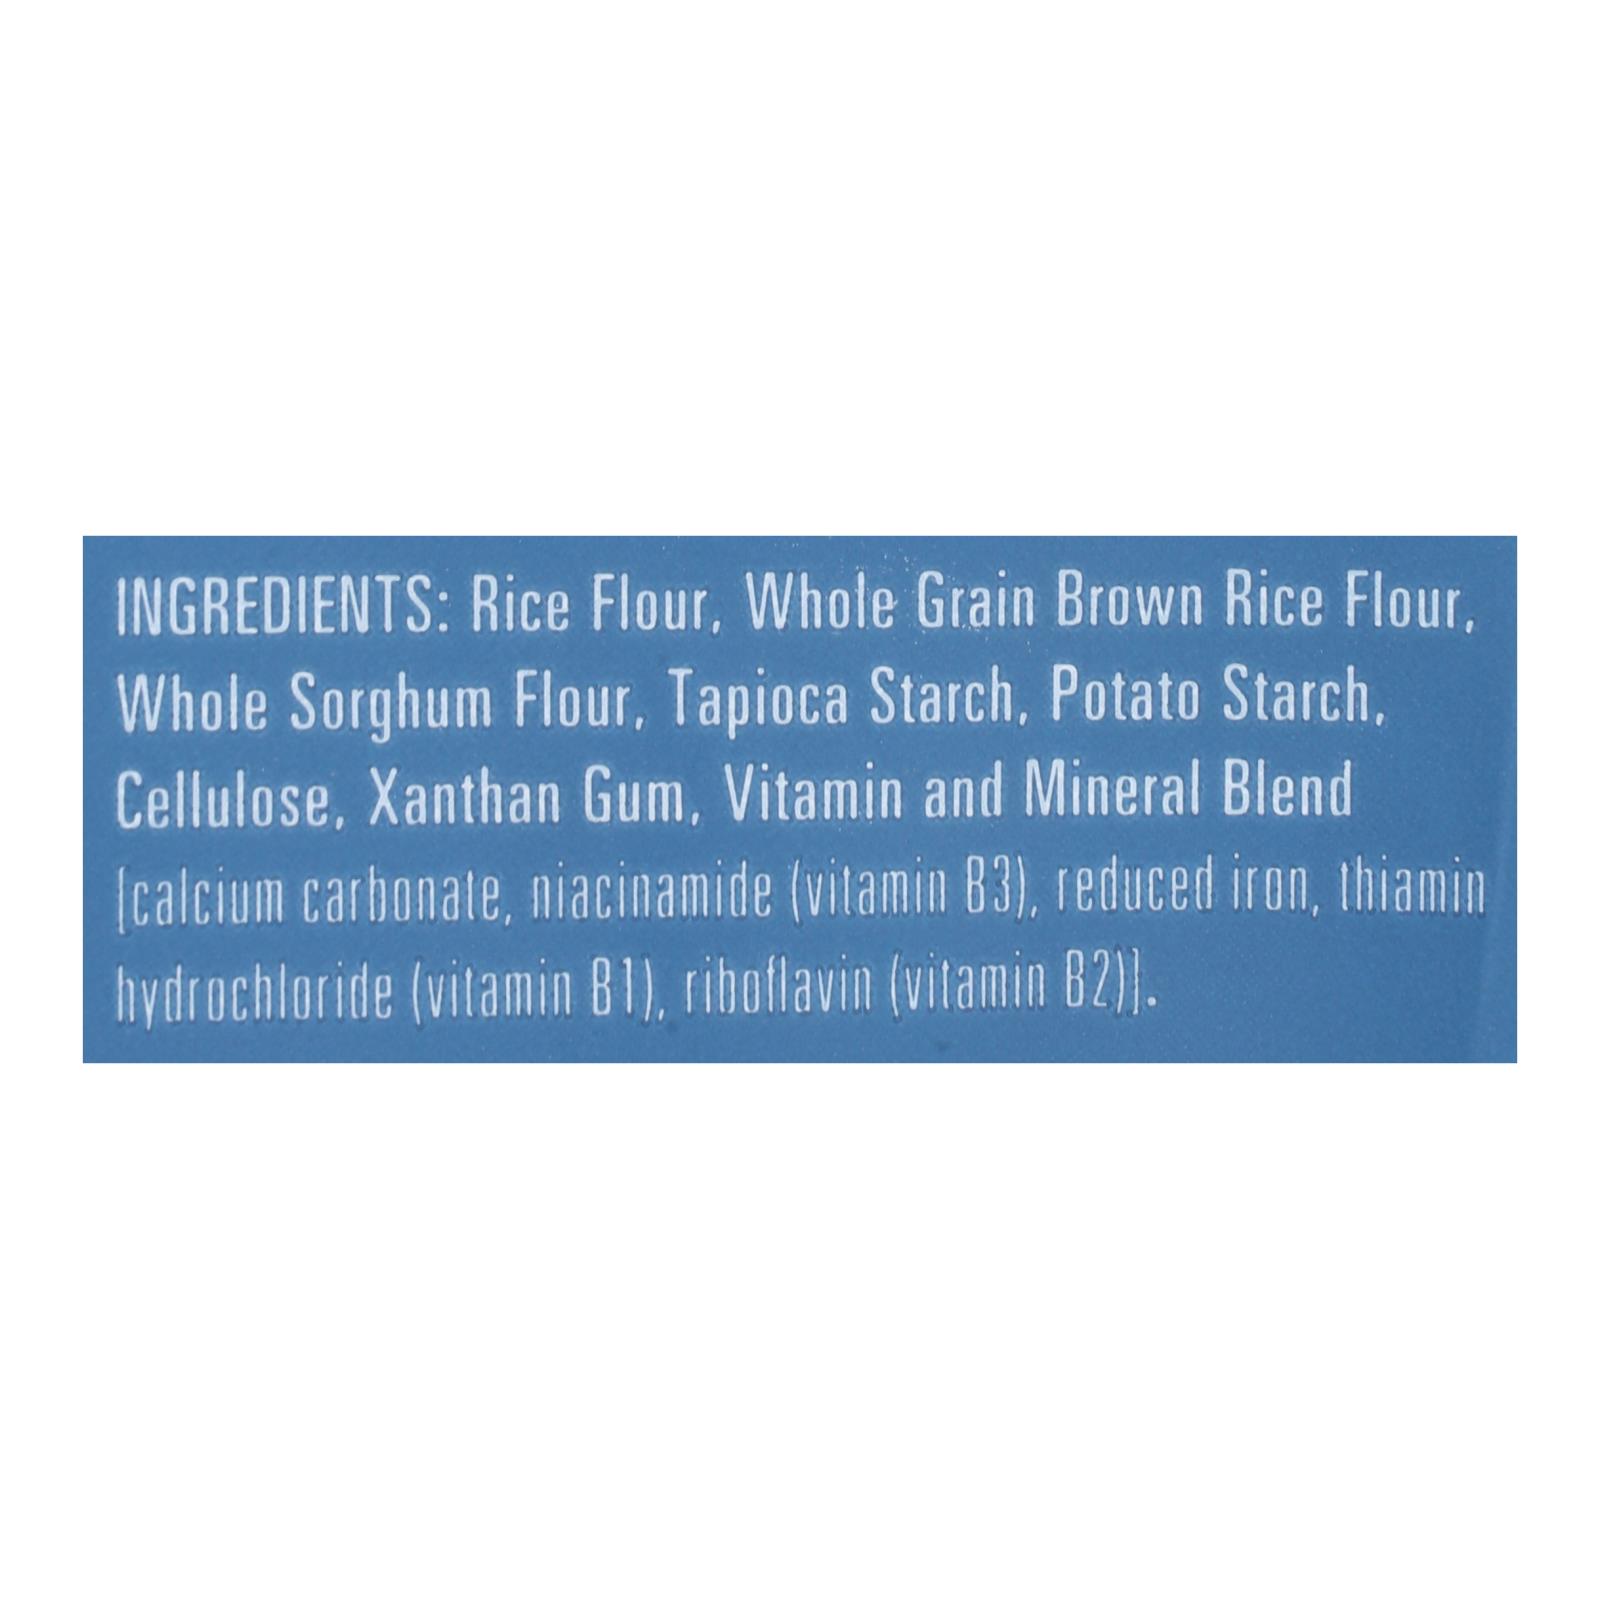 INGREDIENTS: Rice Flour, Whole Grain Brown Rice Flour,
Whole Sorghum Flour, Tapioca Starch, Potato Starch,
Cellulose, Xanthan Gum, Vitamin and Mineral Blend
[calcium carbonate, niacinamide (vitamin B3), reduced iron, thiamin
hydrochloride (vitamin B1), riboflavin (vitamin B2)].